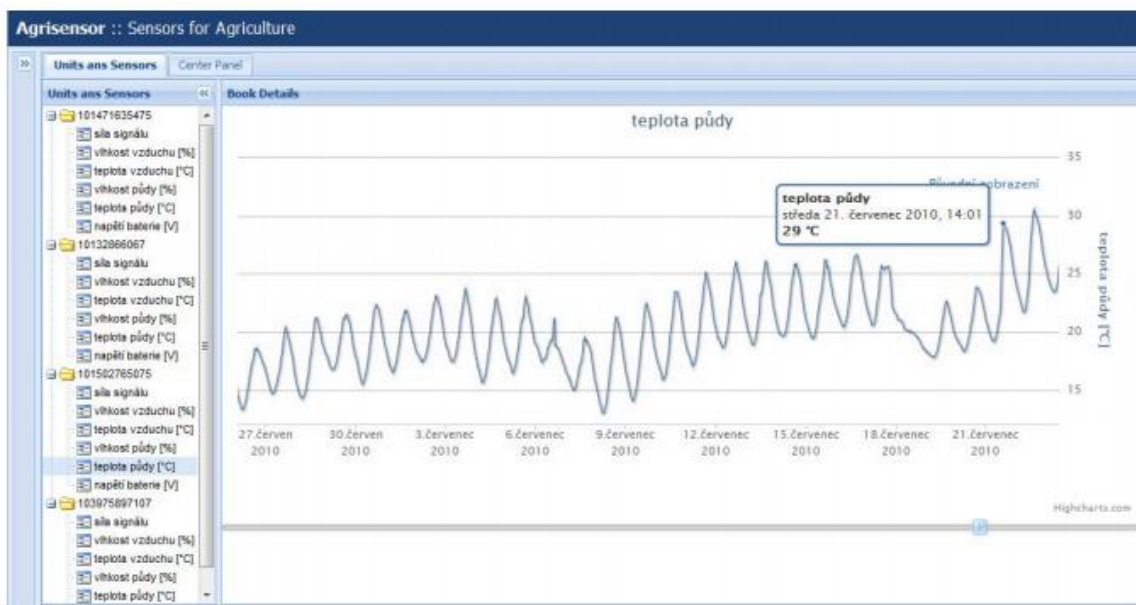 Agrisensor :: Sensors for Agriculture
Units ans Sensors
Center Panel
Units ans Sensors
101471635475
síla signálu
vlhkost vzduchu [%]
teplota vzduchu [°C]
vlhkost půdy [%]
teplota půdy [°C]
napětí baterie [V]
10132866067
síla signálu
vlhkost vzduchu [%]
teplota vzduchu [°C]
vlhkost půdy [%]
teplota půdy [°C]
napětí baterie [V]
101502765075
síla signálu
vlhkost vzduchu [%]
teplota vzduchu [°C]
vlhkost půdy [%]
teplota půdy [°C]
napětí baterie [V]
103975897107
síla signálu
vlhkost vzduchu [%]
teplota vzduchu [°C]
vlhkost půdy [%]
teplota půdy [°C]
Book Details
teplota půdy
35
Původní zobrazení
teplota půdy
středa 21. červenec 2010, 14:01
29 °C
30
25
20
15
teplota půdy [°C]
27.červen 2010
30.červen 2010
3.červenec 2010
6.červenec 2010
9.červenec 2010
12.červenec 2010
15.červenec 2010
18.červenec 2010
21.červenec 2010
Highcharts.com